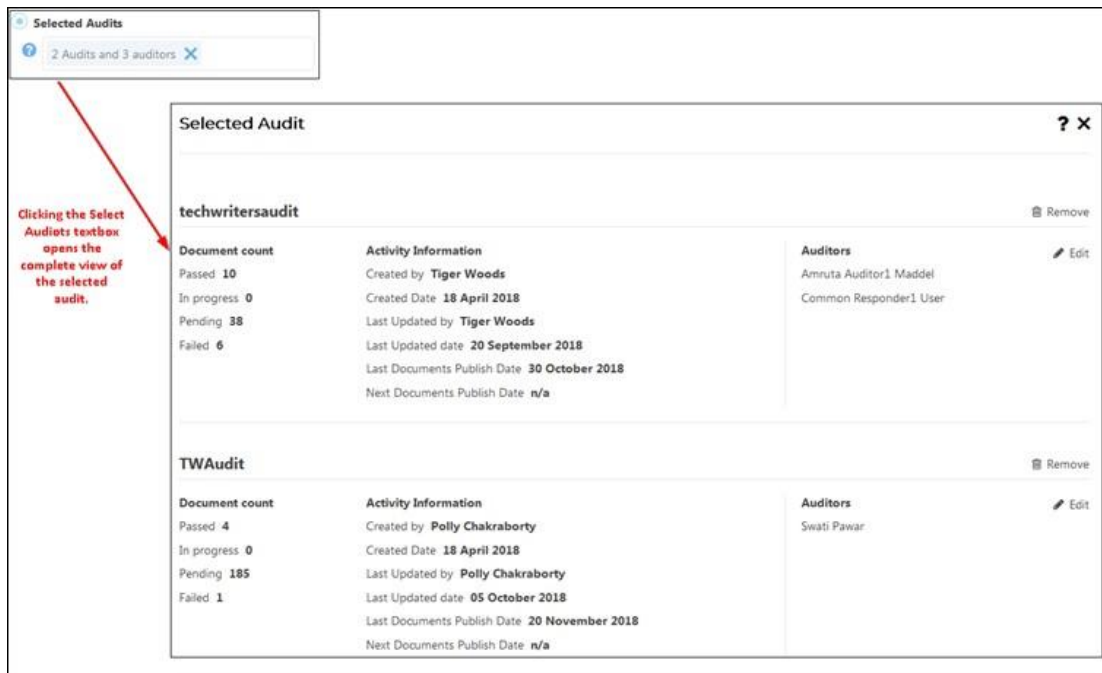 Selected Audits
? 2 Audits and 3 auditors X
Clicking the Select
Audiots textbox
opens the
complete view of
the selected
audit.
Selected Audit ? X
techwritersaudit Remove
Document count Activity Information Auditors Edit
Passed 10 Created by Tiger Woods Amruta Auditor1 Maddel
In progress 0 Created Date 18 April 2018 Common Responder1 User
Pending 38 Last Updated by Tiger Woods
Failed 6 Last Updated date 20 September 2018
Last Documents Publish Date 30 October 2018
Next Documents Publish Date n/a
TWAudit Remove
Document count Activity Information Auditors Edit
Passed 4 Created by Polly Chakraborty Swati Pawar
In progress 0 Created Date 18 April 2018
Pending 185 Last Updated by Polly Chakraborty
Failed 1 Last Updated date 05 October 2018
Last Documents Publish Date 20 November 2018
Next Documents Publish Date n/a